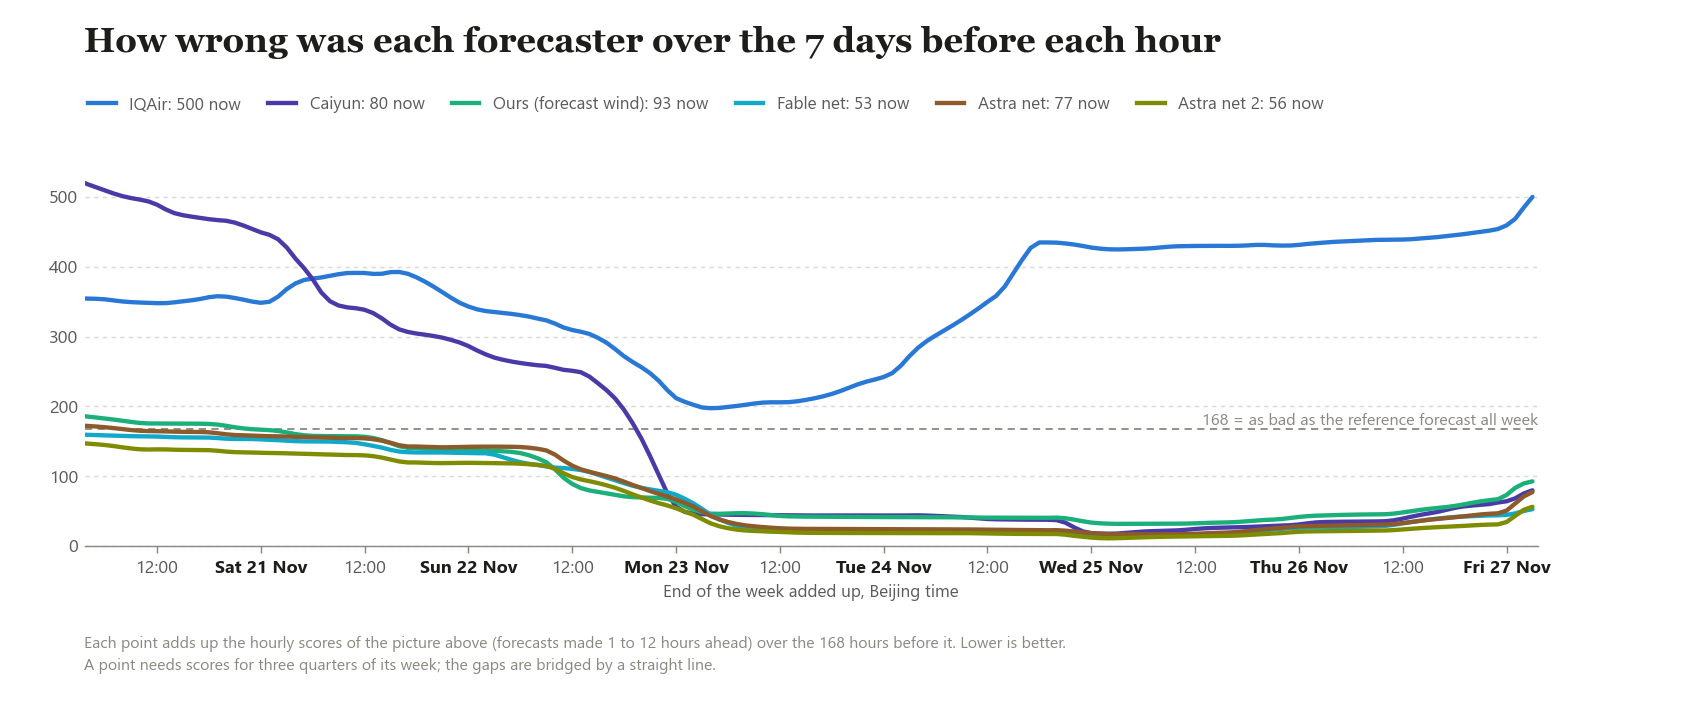 How wrong was each forecaster over the 7 days before each hour
IQAir: 500 now Caiyun: 80 now Ours (forecast wind): 93 now Fable net: 53 now Astra net: 77 now Astra net 2: 56 now
500
400
300
200
168 = as bad as the reference forecast all week
100
0
12:00 Sat 21 Nov 12:00 Sun 22 Nov 12:00 Mon 23 Nov 12:00 Tue 24 Nov 12:00 Wed 25 Nov 12:00 Thu 26 Nov 12:00 Fri 27 Nov
End of the week added up, Beijing time
Each point adds up the hourly scores of the picture above (forecasts made 1 to 12 hours ahead) over the 168 hours before it. Lower is better.
A point needs scores for three quarters of its week; the gaps are bridged by a straight line.